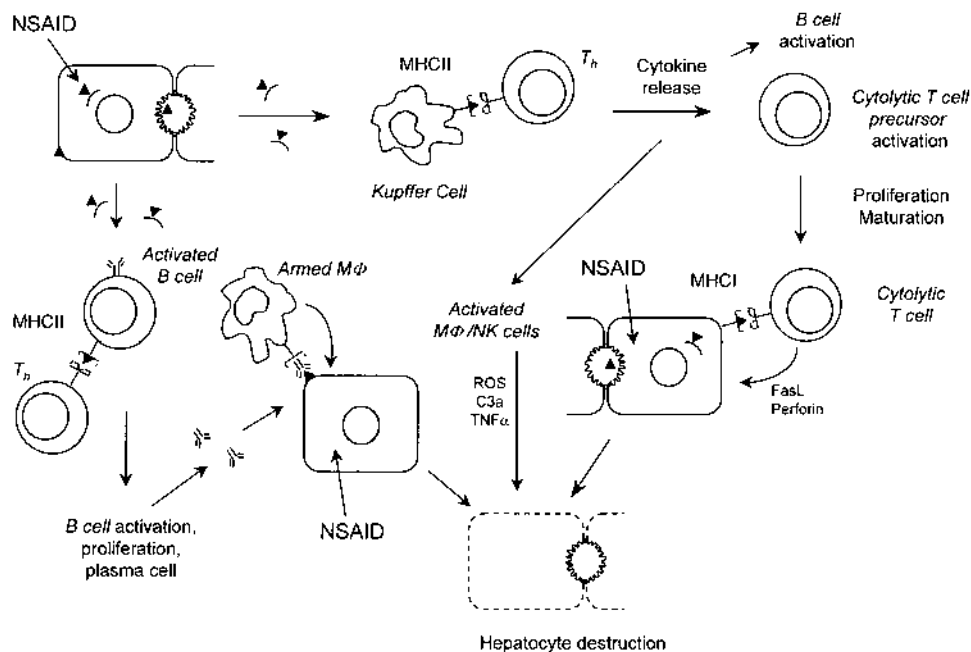 NSAID
MHCII
Th
Kupffer Cell
Cytokine
release
B cell
activation
Cytolytic T cell
precursor
activation
Proliferation
Maturation
Activated
B cell
MHCII
Th
Armed MΦ
Activated
MΦ/NK cells
ROS
C3a
TNFα
NSAID
MHCI
Cytolytic
T cell
FasL
Perforin
B cell activation,
proliferation,
plasma cell
NSAID
Hepatocyte destruction